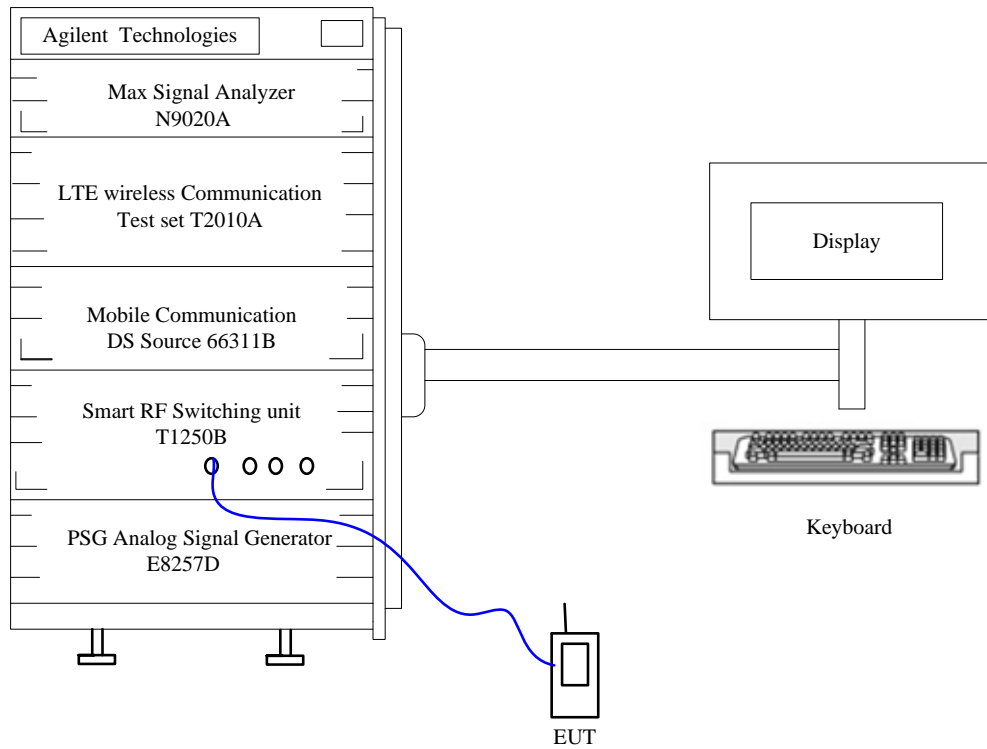 Agilent Technologies
Max Signal Analyzer
N9020A
LTE wireless Communication
Test set T2010A
Mobile Communication
DS Source 66311B
Smart RF Switching unit
T1250B
PSG Analog Signal Generator
E8257D
Display
Keyboard
EUT